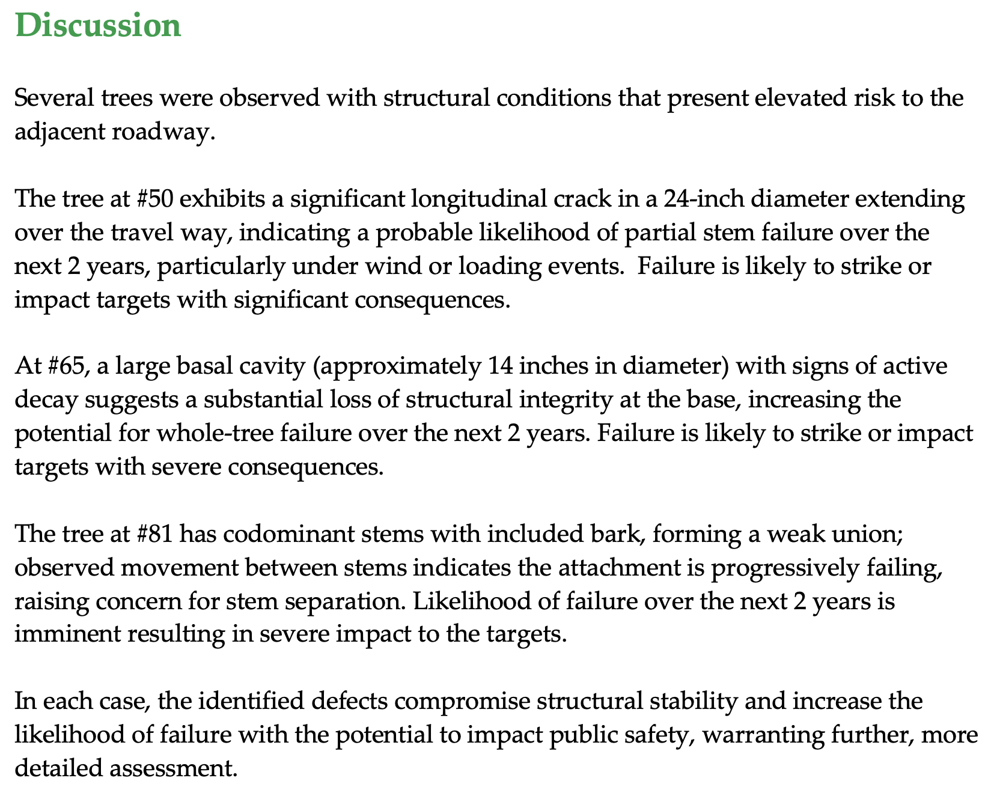 Discussion
Several trees were observed with structural conditions that present elevated risk to the
adjacent roadway.
The tree at #50 exhibits a significant longitudinal crack in a 24-inch diameter extending
over the travel way, indicating a probable likelihood of partial stem failure over the
next 2 years, particularly under wind or loading events.  Failure is likely to strike or
impact targets with significant consequences.
At #65, a large basal cavity (approximately 14 inches in diameter) with signs of active
decay suggests a substantial loss of structural integrity at the base, increasing the
potential for whole-tree failure over the next 2 years. Failure is likely to strike or impact
targets with severe consequences.
The tree at #81 has codominant stems with included bark, forming a weak union;
observed movement between stems indicates the attachment is progressively failing,
raising concern for stem separation. Likelihood of failure over the next 2 years is
imminent resulting in severe impact to the targets.
In each case, the identified defects compromise structural stability and increase the
likelihood of failure with the potential to impact public safety, warranting further, more
detailed assessment.